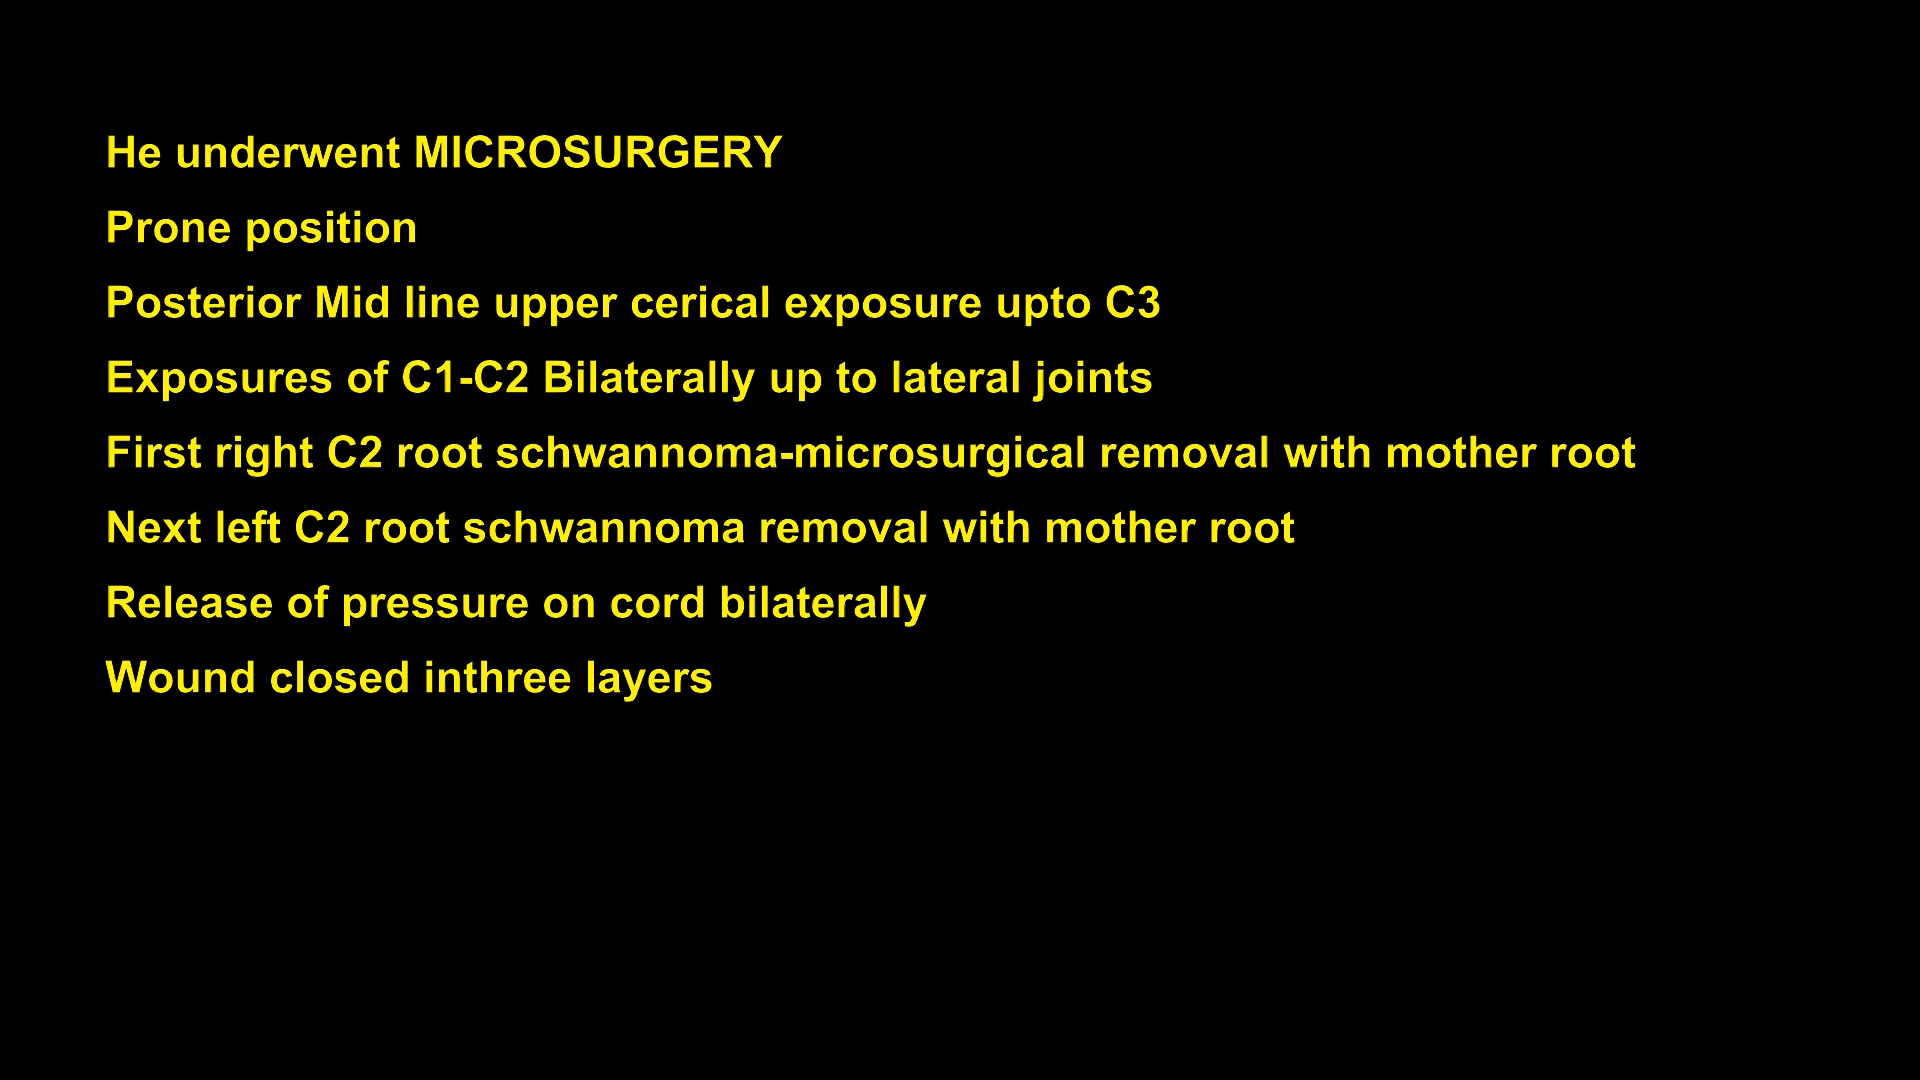 He underwent MICROSURGERY
Prone position
Posterior Mid line upper cerical exposure upto C3
Exposures of C1-C2 Bilaterally up to lateral joints
First right C2 root schwannoma-microsurgical removal with mother root
Next left C2 root schwannoma removal with mother root
Release of pressure on cord bilaterally
Wound closed inthree layers